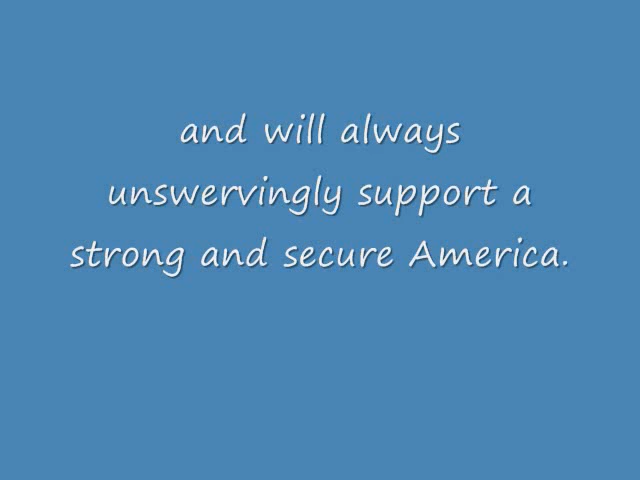 and will always
unswervingly support a
strong and secure America.